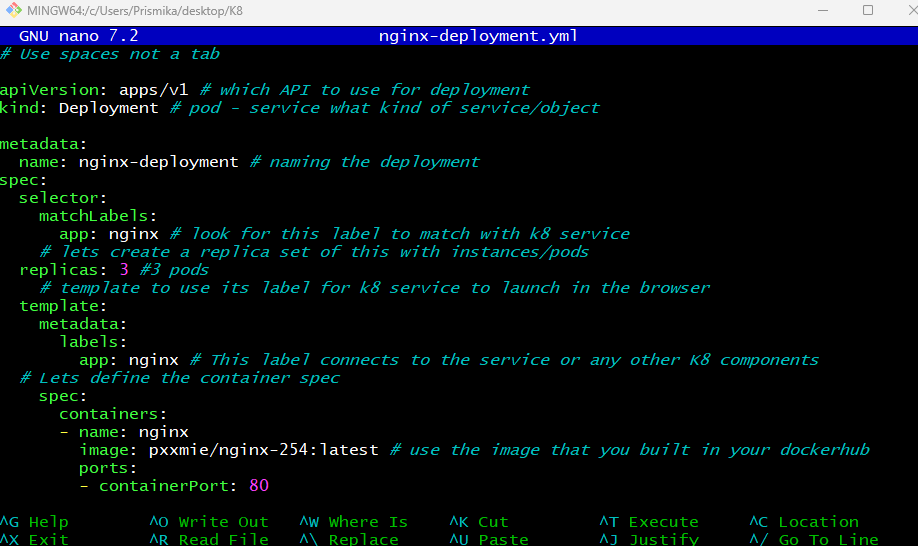 MINGW64:/c/Users/Prismika/desktop/K8
GNU nano 7.2 nginx-deployment.yml
# Use spaces not a tab
apiVersion: apps/v1 # which API to use for deployment
kind: Deployment # pod - service what kind of service/object
metadata:
  name: nginx-deployment # naming the deployment
spec:
  selector:
    matchLabels:
      app: nginx # look for this label to match with k8 service
    # lets create a replica set of this with instances/pods
  replicas: 3 #3 pods
    # template to use its label for k8 service to launch in the browser
  template:
    metadata:
      labels:
        app: nginx # This label connects to the service or any other K8 components
  # Lets define the container spec
    spec:
      containers:
      - name: nginx
        image: pxxmie/nginx-254:latest # use the image that you built in your dockerhub
        ports:
        - containerPort: 80
^G Help ^O Write Out ^W Where Is ^K Cut ^T Execute ^C Location
^X Exit ^R Read File ^\ Replace ^U Paste ^J Justify ^/ Go To Line